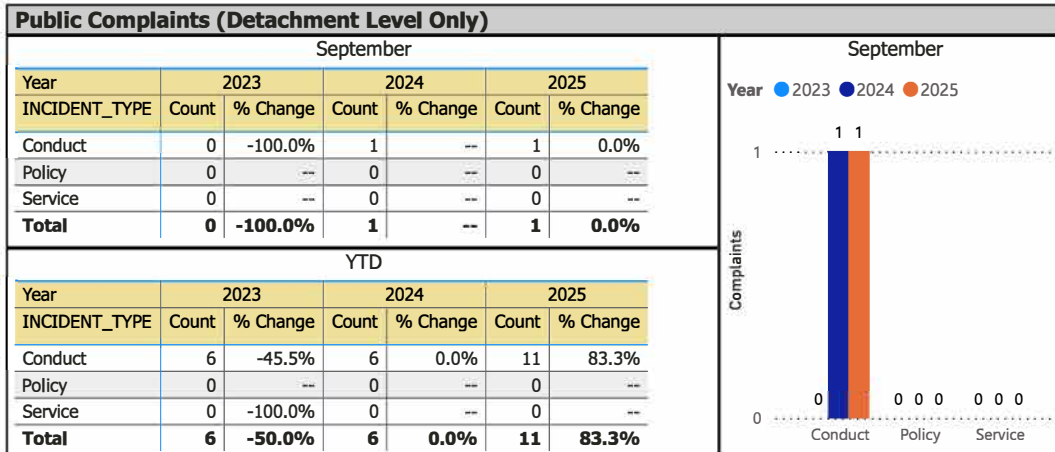 Public Complaints (Detachment Level Only)
September
Year 2023 2024 2025
INCIDENT_TYPE Count % Change Count % Change Count % Change
Conduct 0 -100.0% 1 -- 1 0.0%
Policy 0 -- 0 -- 0 --
Service 0 -- 0 -- 0 --
Total 0 -100.0% 1 -- 1 0.0%
YTD
Year 2023 2024 2025
INCIDENT_TYPE Count % Change Count % Change Count % Change
Conduct 6 -45.5% 6 0.0% 11 83.3%
Policy 0 -- 0 -- 0 --
Service 0 -100.0% 0 -- 0 --
Total 6 -50.0% 6 0.0% 11 83.3%
September
Year 2023 2024 2025
1 1
1
Complaints
0 0 0 0 0 0 0
0
Conduct Policy Service